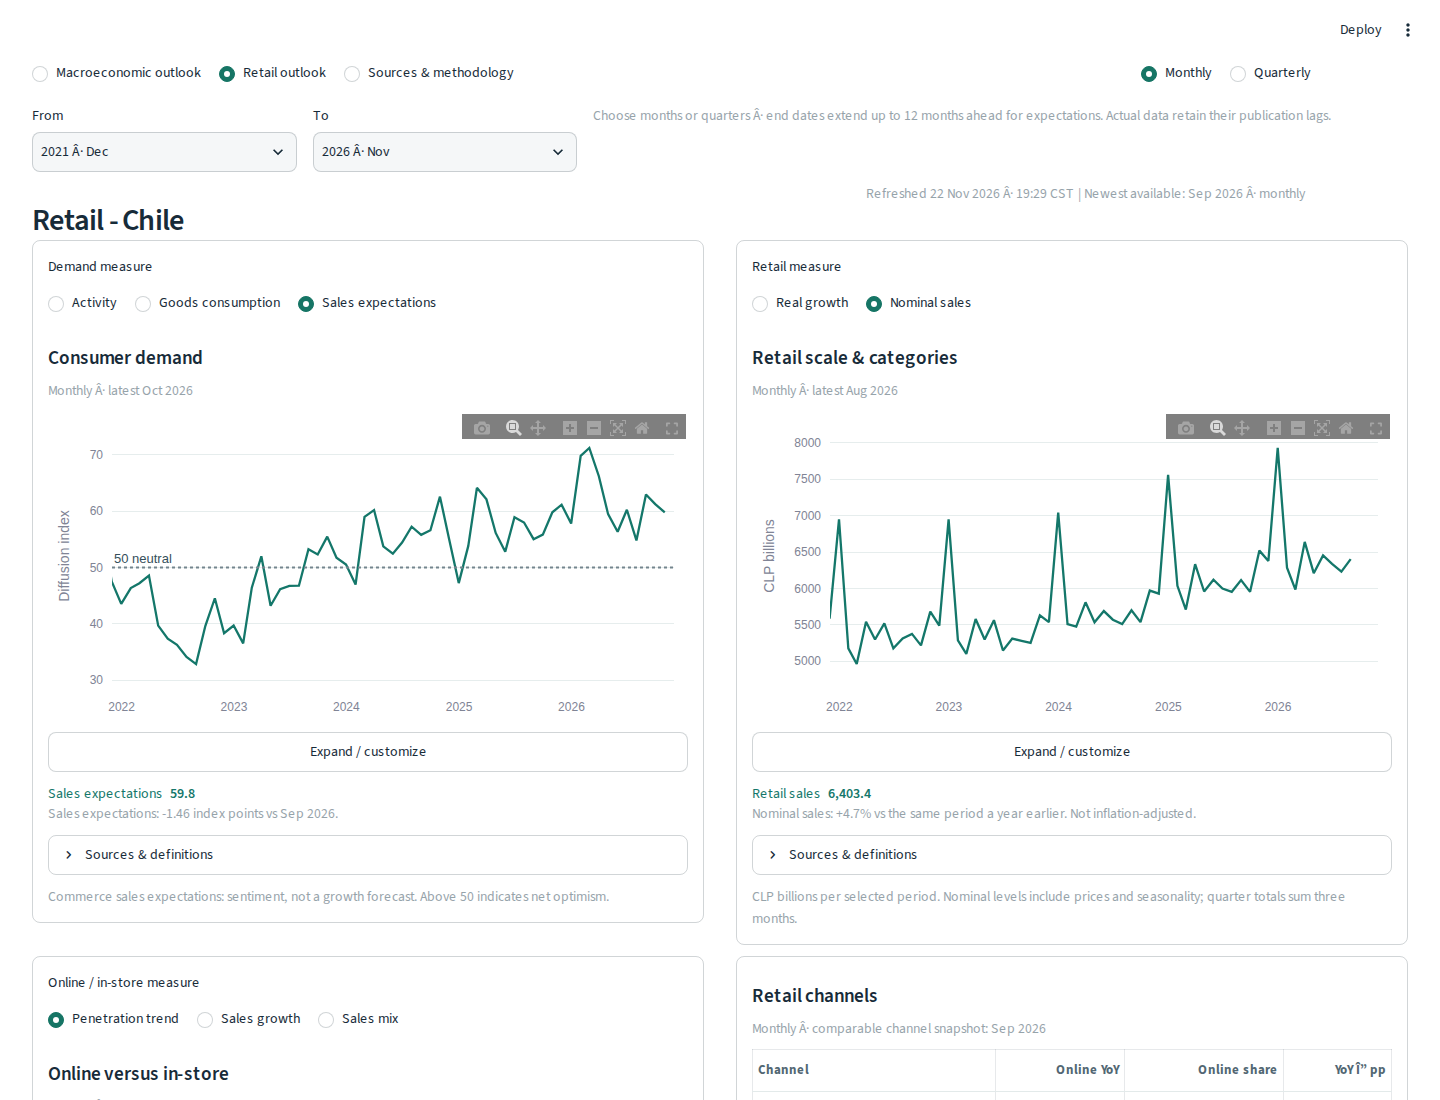 Deploy
Macroeconomic outlook Retail outlook Sources & methodology Monthly Quarterly
From To Choose months or quarters Â· end dates extend up to 12 months ahead for expectations. Actual data retain their publication lags.
2021 Â· Dec 2026 Â· Nov
Refreshed 22 Nov 2026 Â· 19:29 CST | Newest available: Sep 2026 Â· monthly
Retail - Chile
Demand measure
Activity Goods consumption Sales expectations
Consumer demand
Monthly Â· latest Oct 2026
70
60
50 neutral
50
40
30
Diffusion index
2022 2023 2024 2025 2026
Expand / customize
Sales expectations 59.8
Sales expectations: -1.46 index points vs Sep 2026.
Sources & definitions
Commerce sales expectations: sentiment, not a growth forecast. Above 50 indicates net optimism.
Retail measure
Real growth Nominal sales
Retail scale & categories
Monthly Â· latest Aug 2026
8000
7500
7000
6500
6000
5500
5000
CLP billions
2022 2023 2024 2025 2026
Expand / customize
Retail sales 6,403.4
Nominal sales: +4.7% vs the same period a year earlier. Not inflation-adjusted.
Sources & definitions
CLP billions per selected period. Nominal levels include prices and seasonality; quarter totals sum three
months.
Online / in-store measure
Penetration trend Sales growth Sales mix
Online versus in-store
Retail channels
Monthly Â· comparable channel snapshot: Sep 2026
Channel Online YoY Online share YoY Î” pp